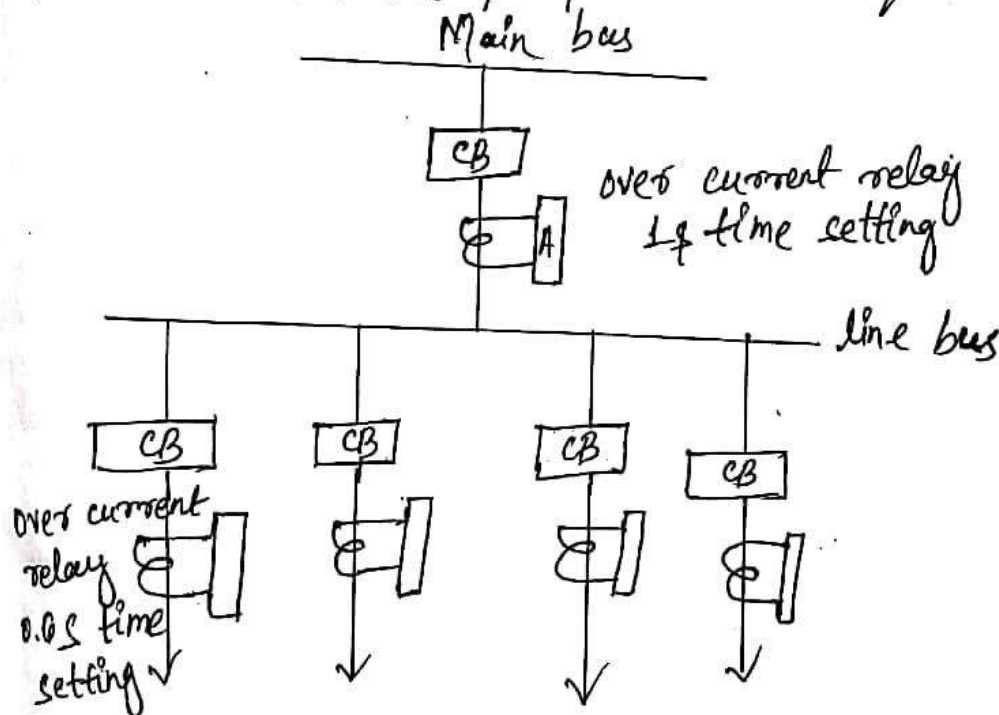 Main bus
CB
over current relay
1s time setting
A
line bus
CB
CB
CB
CB
over current
relay
0.6s time
setting